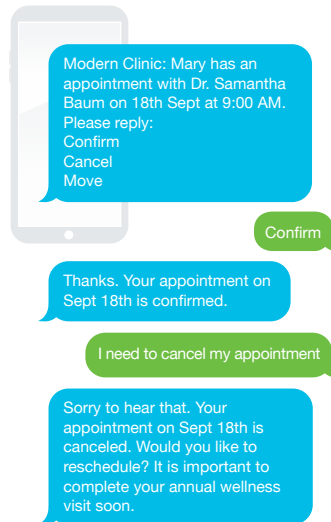 Modern Clinic: Mary has an
appointment with Dr. Samantha
Baum on 18th Sept at 9:00 AM.
Please reply:
Confirm
Cancel
Move
Confirm
Thanks. Your appointment on
Sept 18th is confirmed.
I need to cancel my appointment
Sorry to hear that. Your
appointment on Sept 18th is
canceled. Would you like to
reschedule? It is important to
complete your annual wellness
visit soon.